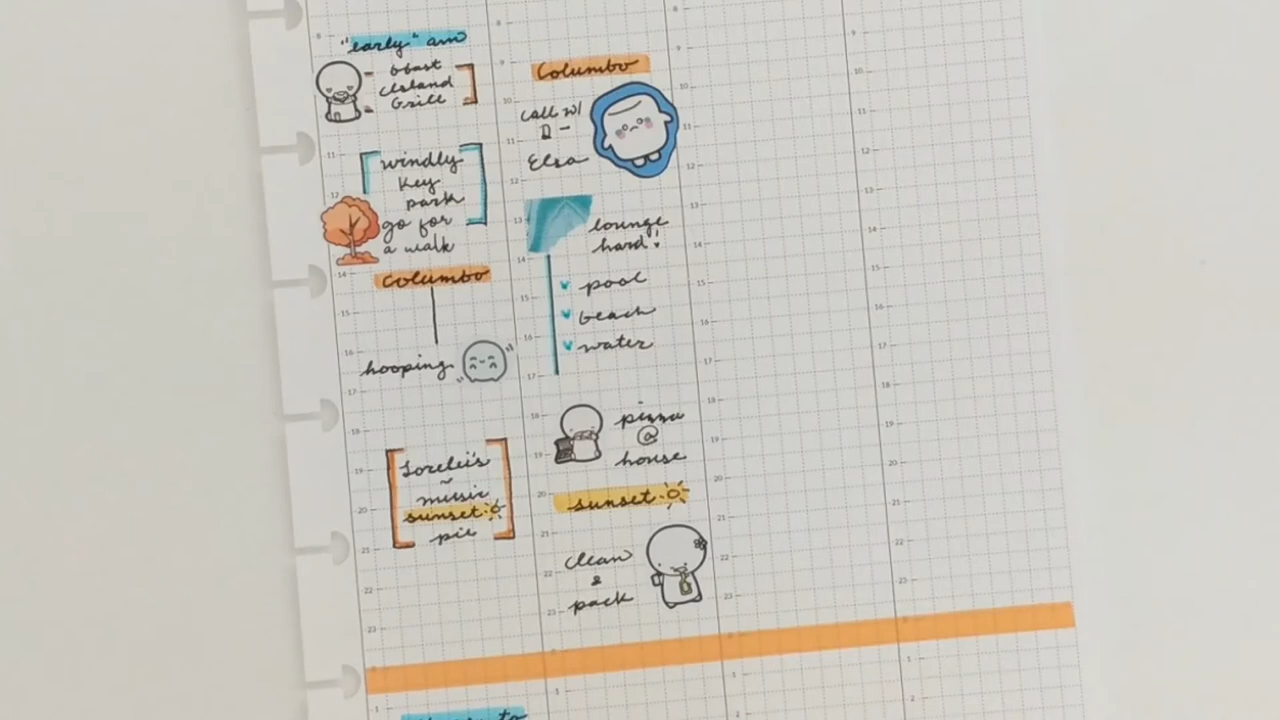 "early" am
bfast
Island
Grill
windly
Key
park
go for
a walk
Columbo
hooping
Lorelei's
~
music
sunset
pie
Columbo
call w/
D -
Elsa
lounge
hard!
pool
beach
water
pizza
@
house
sunset
clean
&
pack